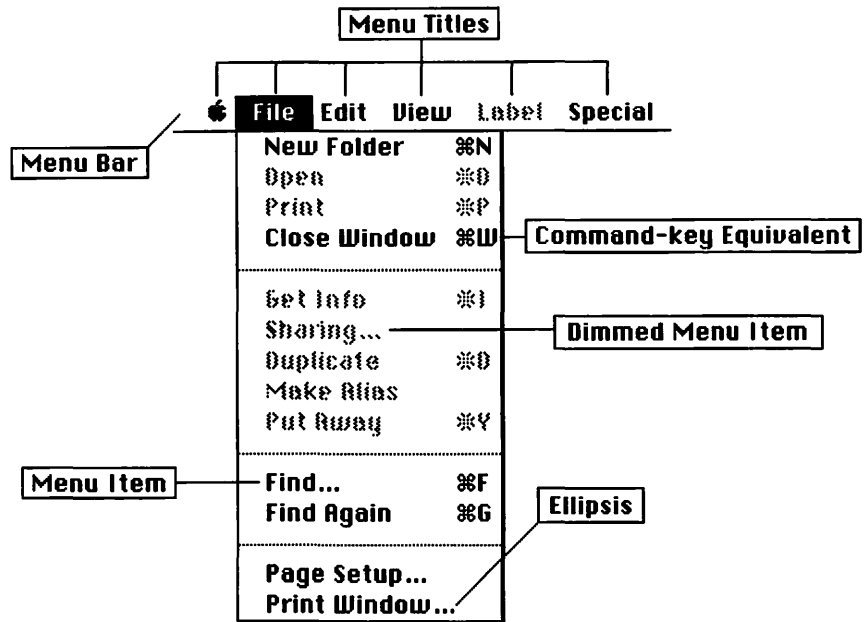 Menu Titles
File Edit View Label Special
Menu Bar
New Folder ⌘N
Open ⌘O
Print ⌘P
Close Window ⌘W
Command-key Equivalent
Get Info ⌘I
Sharing...
Dimmed Menu Item
Duplicate ⌘D
Make Alias
Put Away ⌘Y
Menu Item
Find... ⌘F
Find Again ⌘G
Ellipsis
Page Setup...
Print Window...